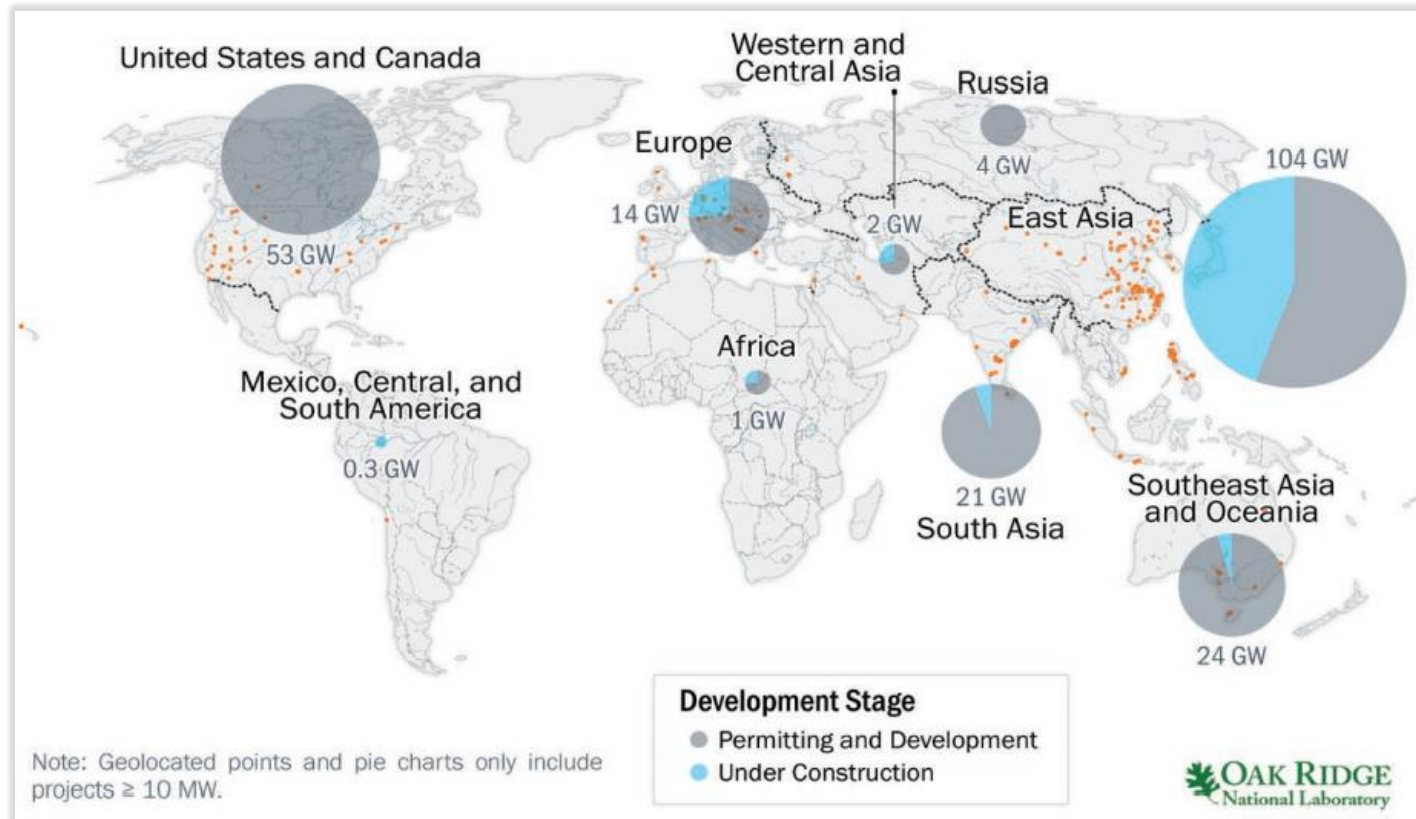 United States and Canada
53 GW
Western and
Central Asia
2 GW
Russia
4 GW
Europe
14 GW
East Asia
104 GW
Africa
1 GW
Mexico, Central, and
South America
0.3 GW
21 GW
South Asia
Southeast Asia
and Oceania
24 GW
Development Stage
Permitting and Development
Under Construction
Note: Geolocated points and pie charts only include
projects ≥ 10 MW.
OAK RIDGE
National Laboratory